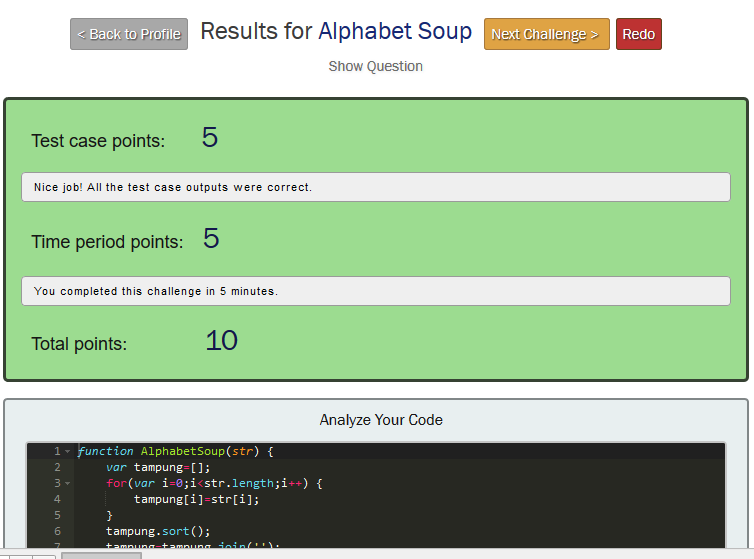 < Back to Profile Results for Alphabet Soup Next Challenge > Redo
Show Question
Test case points: 5
Nice job! All the test case outputs were correct.
Time period points: 5
You completed this challenge in 5 minutes.
Total points: 10
Analyze Your Code
1 function AlphabetSoup(str) {
2 var tampung=[];
3 for(var i=0;i<str.length;i++) {
4 tampung[i]=str[i];
5 }
6 tampung.sort();
7 tampung=tampung.join('');